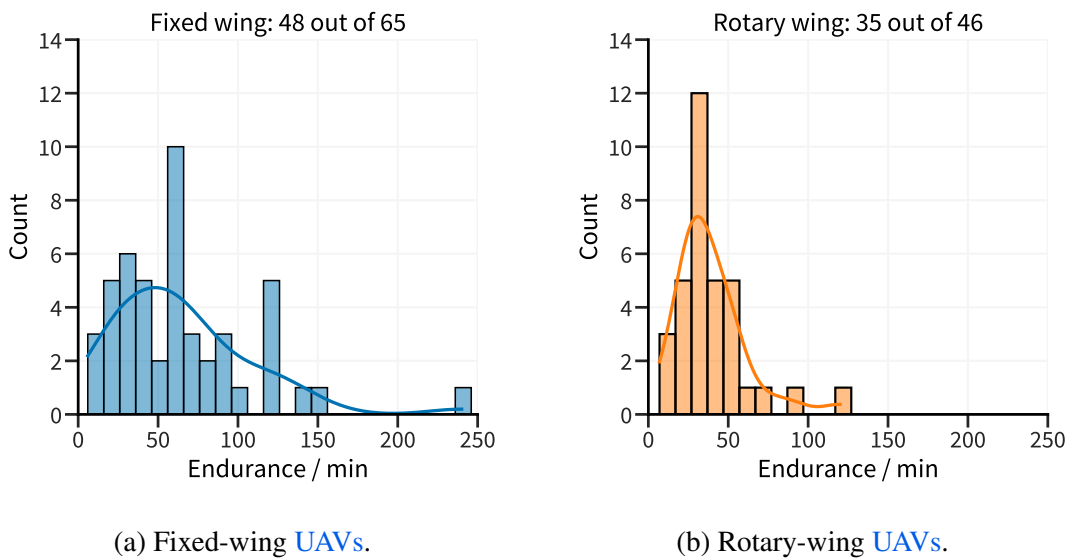 Fixed wing: 48 out of 65
14
12
10
8
6
4
2
0
Count
0 50 100 150 200 250
Endurance / min
(a) Fixed-wing UAVs.
Rotary wing: 35 out of 46
14
12
10
8
6
4
2
0
Count
0 50 100 150 200 250
Endurance / min
(b) Rotary-wing UAVs.